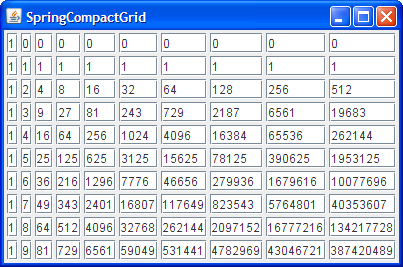 SpringCompactGrid
1 0 0 0 0 0 0 0 0 0
1 1 1 1 1 1 1 1 1 1
1 2 4 8 16 32 64 128 256 512
1 3 9 27 81 243 729 2187 6561 19683
1 4 16 64 256 1024 4096 16384 65536 262144
1 5 25 125 625 3125 15625 78125 390625 1953125
1 6 36 216 1296 7776 46656 279936 1679616 10077696
1 7 49 343 2401 16807 117649 823543 5764801 40353607
1 8 64 512 4096 32768 262144 2097152 16777216 134217728
1 9 81 729 6561 59049 531441 4782969 43046721 387420489